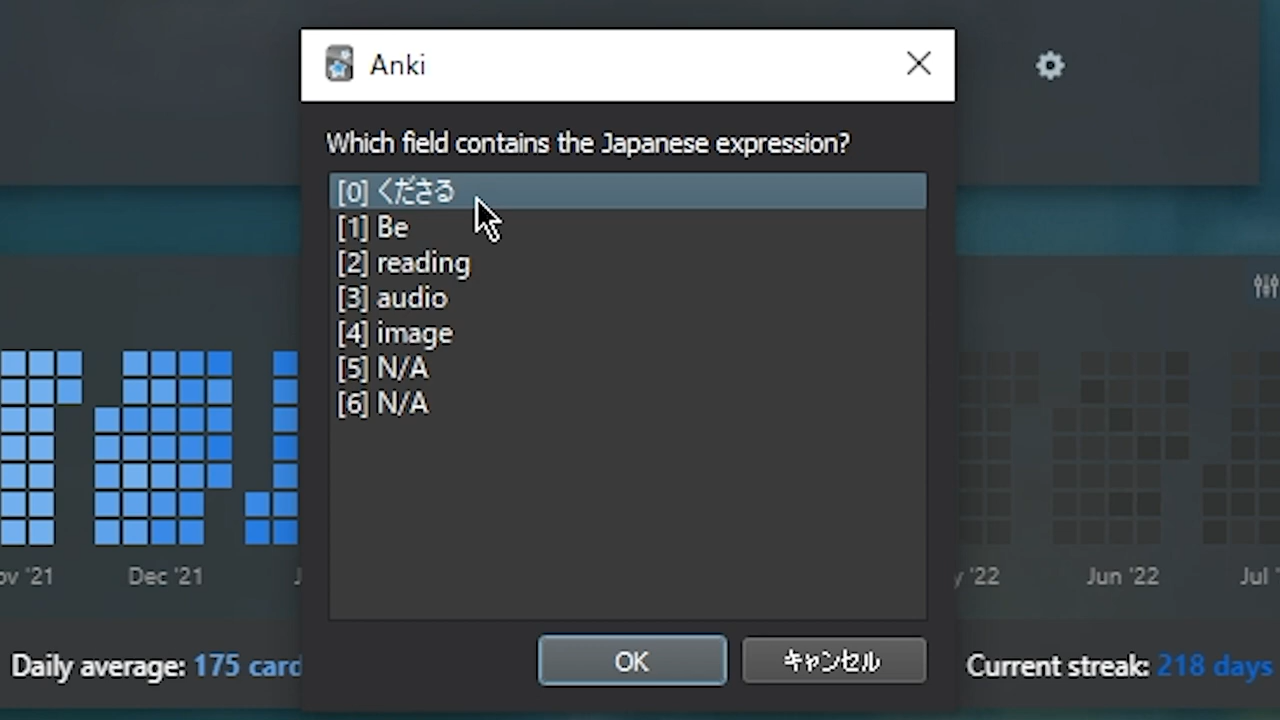 Anki
Which field contains the Japanese expression?
[0] くださる
[1] Be
[2] reading
[3] audio
[4] image
[5] N/A
[6] N/A
Dec '21
'22
Jun '22
Jul
Daily average: 175
OK
キャンセル
Current streak: 218 days